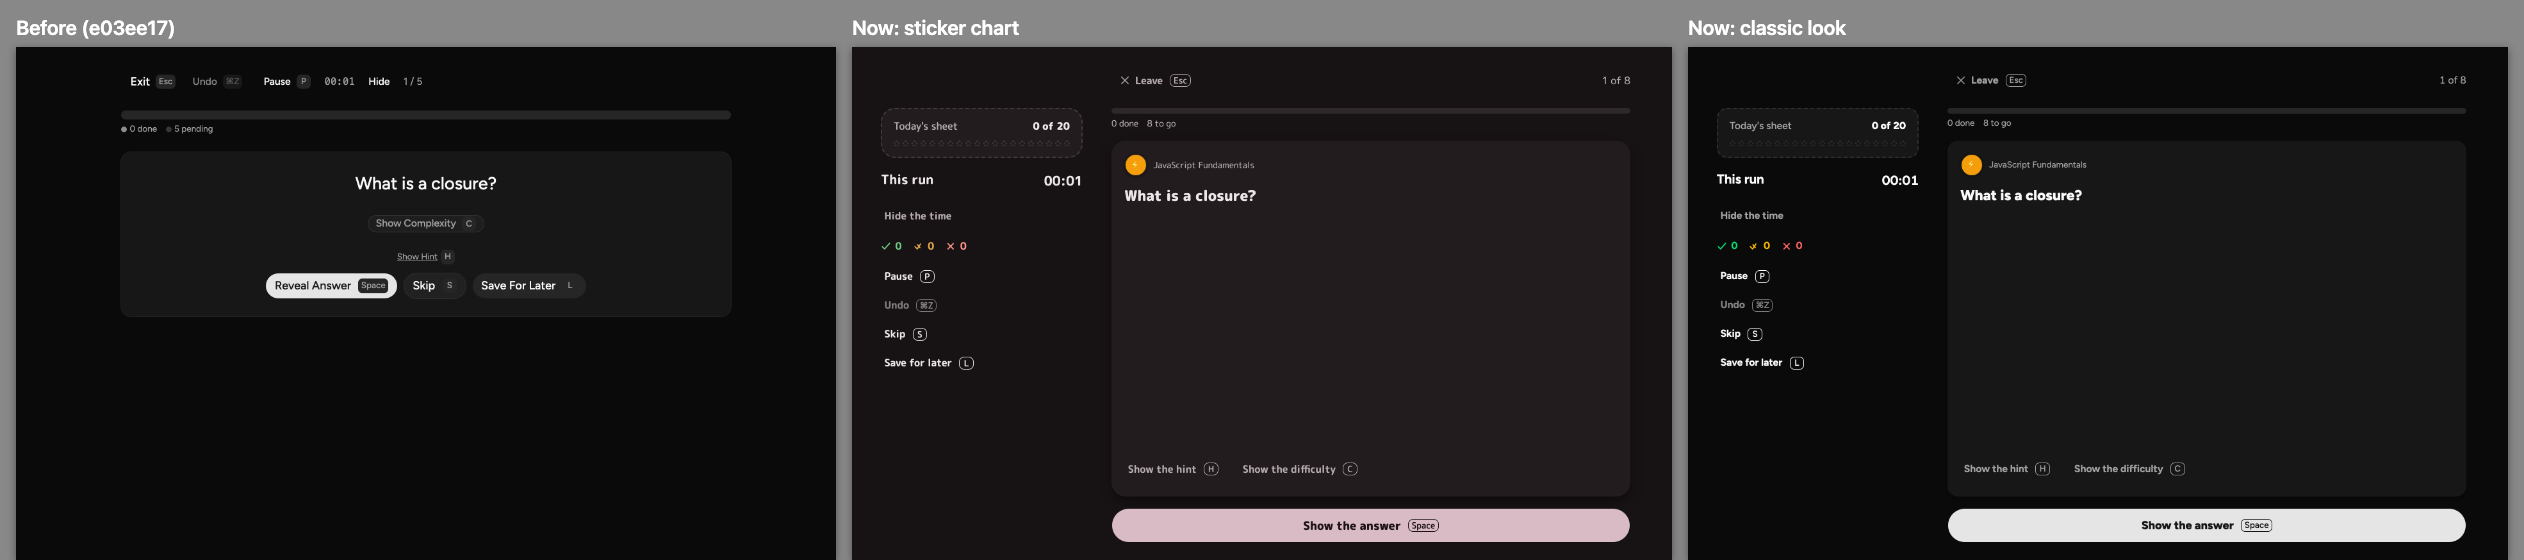 Before (e03ee17)
Exit Esc Undo ⌘Z Pause P 00:01 Hide 1/5
0 done 5 pending
What is a closure?
Show Complexity C
Show Hint H
Reveal Answer Space Skip S Save For Later L
Now: sticker chart
Leave Esc 1 of 8
Today's sheet 0 of 20
0 done 8 to go
This run 00:01
Hide the time
0 0 0
Pause P
Undo ⌘Z
Skip S
Save for later L
JavaScript Fundamentals
What is a closure?
Show the hint H Show the difficulty C
Show the answer Space
Now: classic look
Leave Esc 1 of 8
Today's sheet 0 of 20
0 done 8 to go
This run 00:01
Hide the time
0 0 0
Pause P
Undo ⌘Z
Skip S
Save for later L
JavaScript Fundamentals
What is a closure?
Show the hint H Show the difficulty C
Show the answer Space